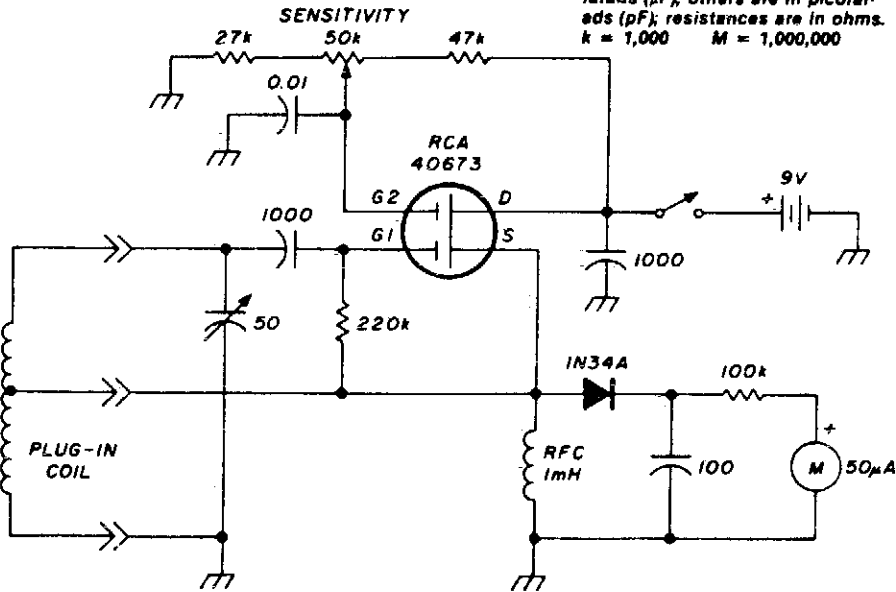 farads (µF); others are in picofar-
ads (pF); resistances are in ohms.
k = 1,000 M = 1,000,000
SENSITIVITY
27k 50k 47k
0.01
RCA
40673
G2 D
G1 S
1000
9V
+
1000
50
220k
1N34A
100k
+
PLUG-IN
COIL
RFC
1mH
100
M 50µA